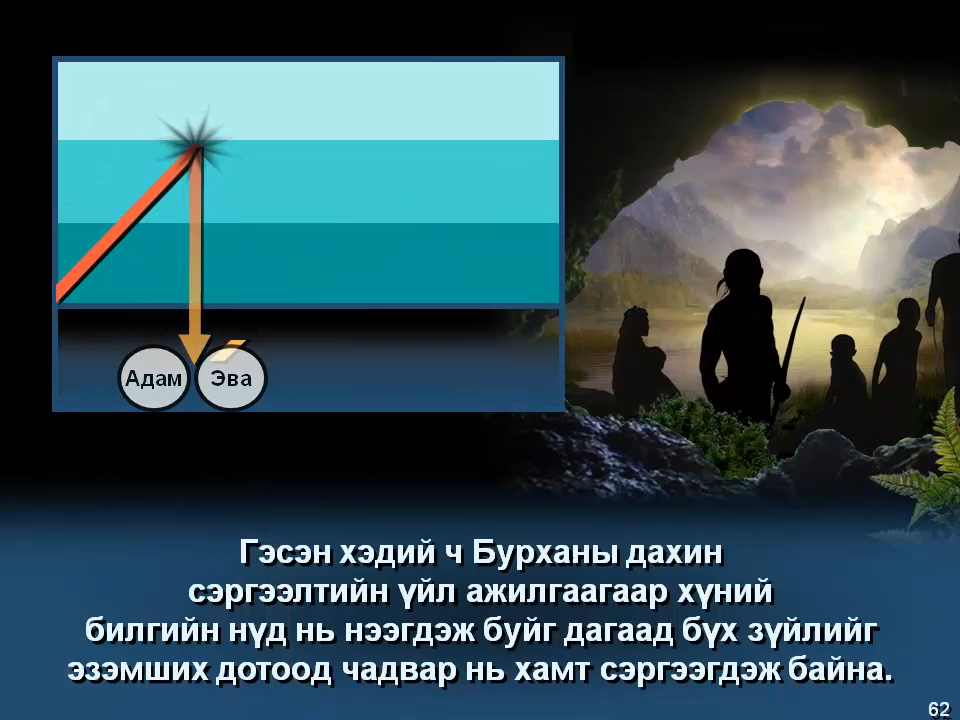 Адам
Эва
Гэсэн хэдий ч Бурханы дахин
сэргээлтийн үйл ажилгаагаар хүний
билгийн нүд нь нээгдэж буйг дагаад бүх зүйлийг
эзэмших дотоод чадвар нь хамт сэргээгдэж байна.
62